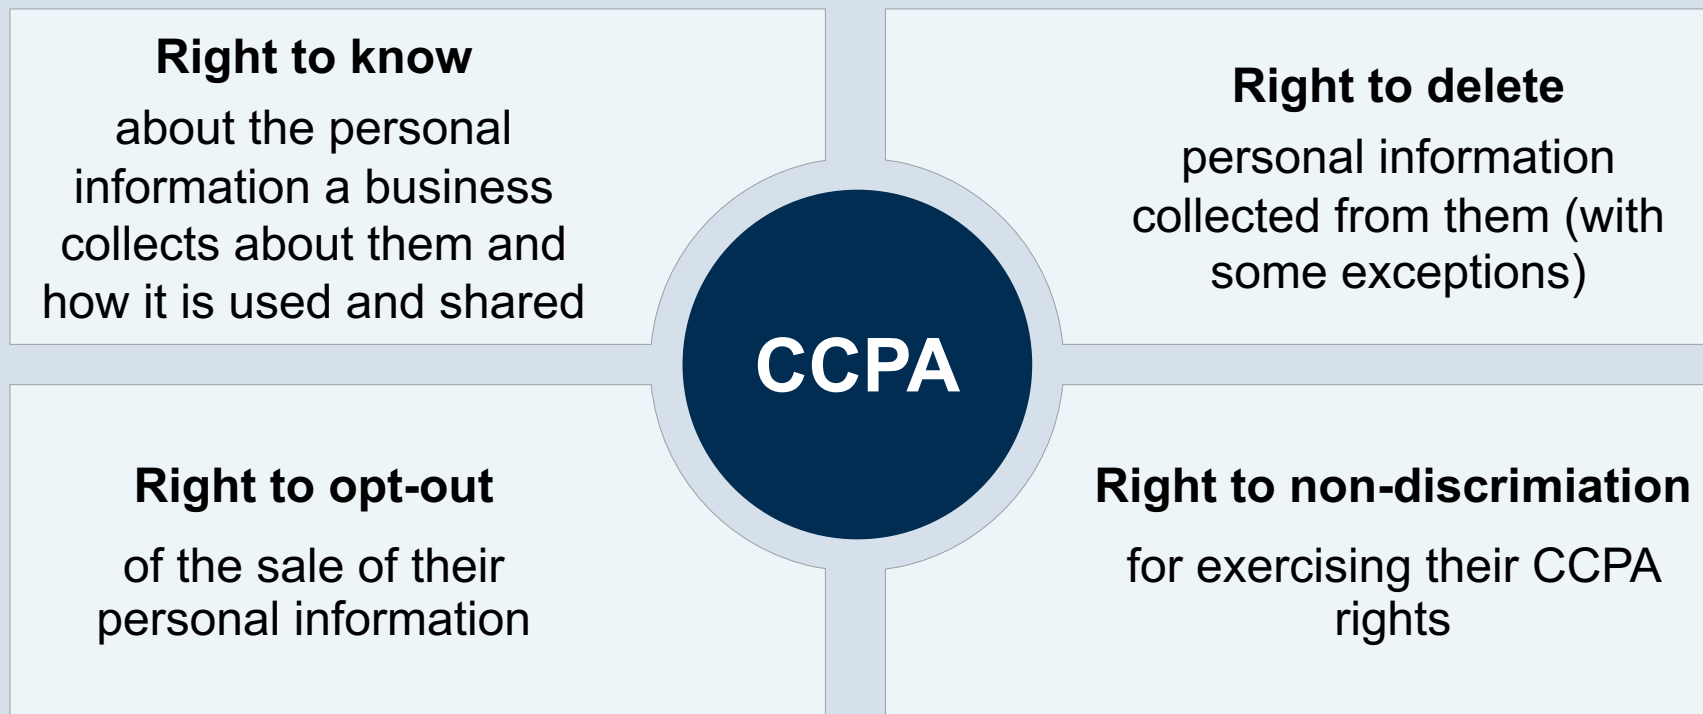 Right to know
about the personal
information a business
collects about them and
how it is used and shared
Right to delete
personal information
collected from them (with
some exceptions)
CCPA
Right to opt-out
of the sale of their
personal information
Right to non-discrimiation
for exercising their CCPA
rights